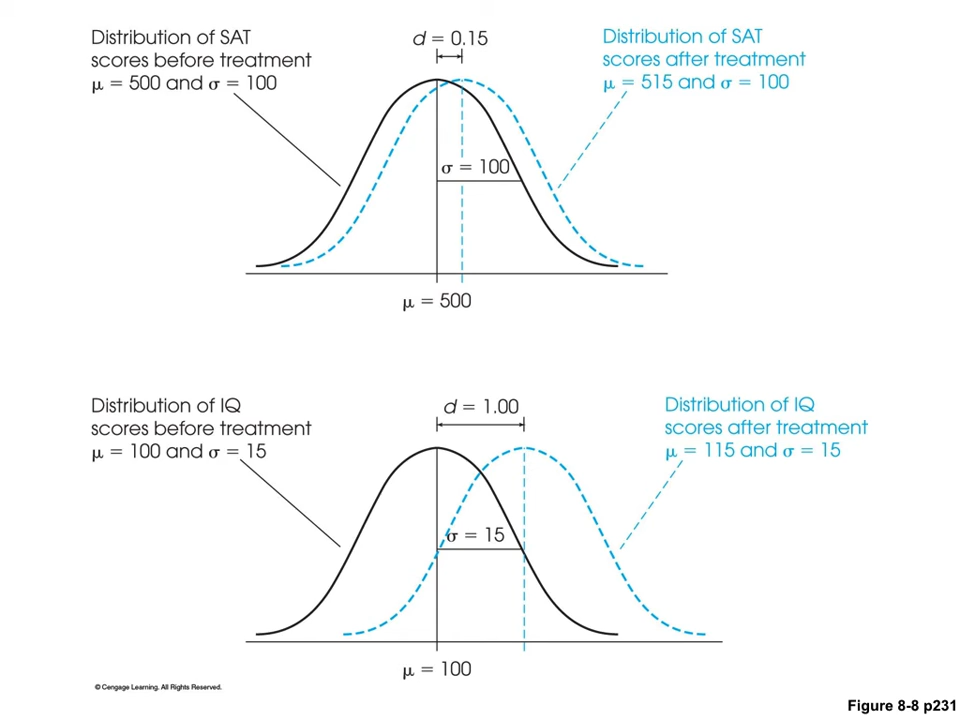 Distribution of SAT
scores before treatment
μ = 500 and σ = 100
d = 0.15
Distribution of SAT
scores after treatment
μ = 515 and σ = 100
σ = 100
μ = 500
Distribution of IQ
scores before treatment
μ = 100 and σ = 15
d = 1.00
Distribution of IQ
scores after treatment
μ = 115 and σ = 15
σ = 15
μ = 100
© Cengage Learning. All Rights Reserved.
Figure 8-8 p231